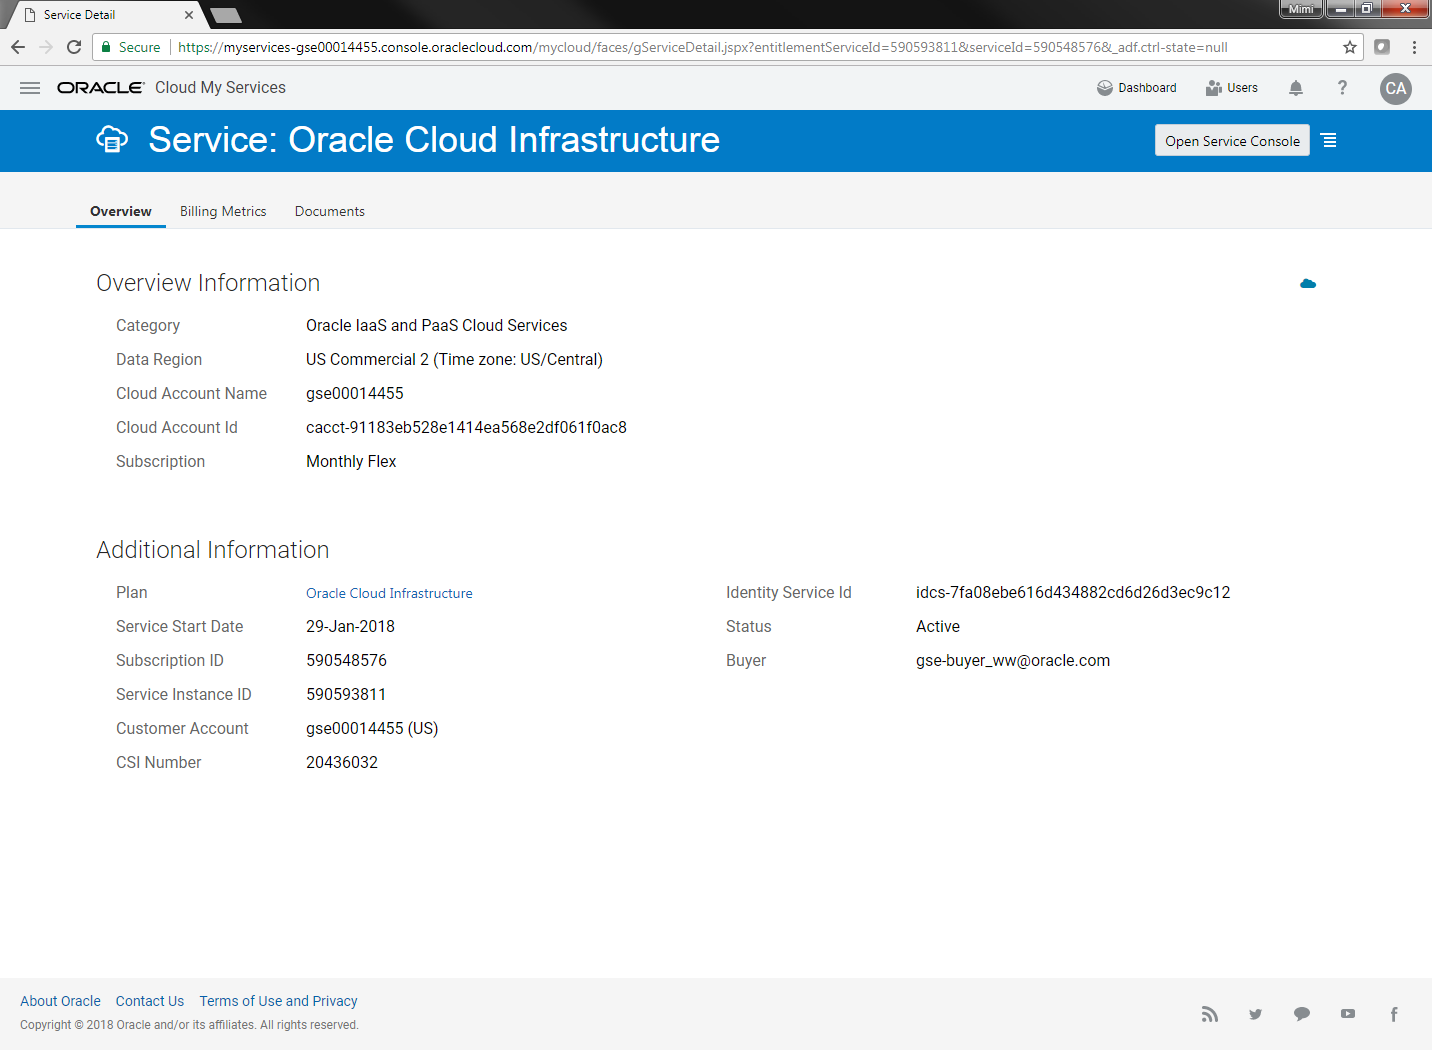 Service Detail
Mimi
Secure https://myservices-gse00014455.console.oraclecloud.com/mycloud/faces/gServiceDetail.jspx?entitlementServiceId=590593811&serviceId=590548576&_adf.ctrl-state=null
ORACLE Cloud My Services Dashboard Users ? CA
Service: Oracle Cloud Infrastructure Open Service Console
Overview Billing Metrics Documents
Overview Information
Category Oracle IaaS and PaaS Cloud Services
Data Region US Commercial 2 (Time zone: US/Central)
Cloud Account Name gse00014455
Cloud Account Id cacct-91183eb528e1414ea568e2df061f0ac8
Subscription Monthly Flex
Additional Information
Plan Oracle Cloud Infrastructure Identity Service Id idcs-7fa08ebe616d434882cd6d26d3ec9c12
Service Start Date 29-Jan-2018 Status Active
Subscription ID 590548576 Buyer gse-buyer_ww@oracle.com
Service Instance ID 590593811
Customer Account gse00014455 (US)
CSI Number 20436032
About Oracle Contact Us Terms of Use and Privacy
Copyright © 2018 Oracle and/or its affiliates. All rights reserved.